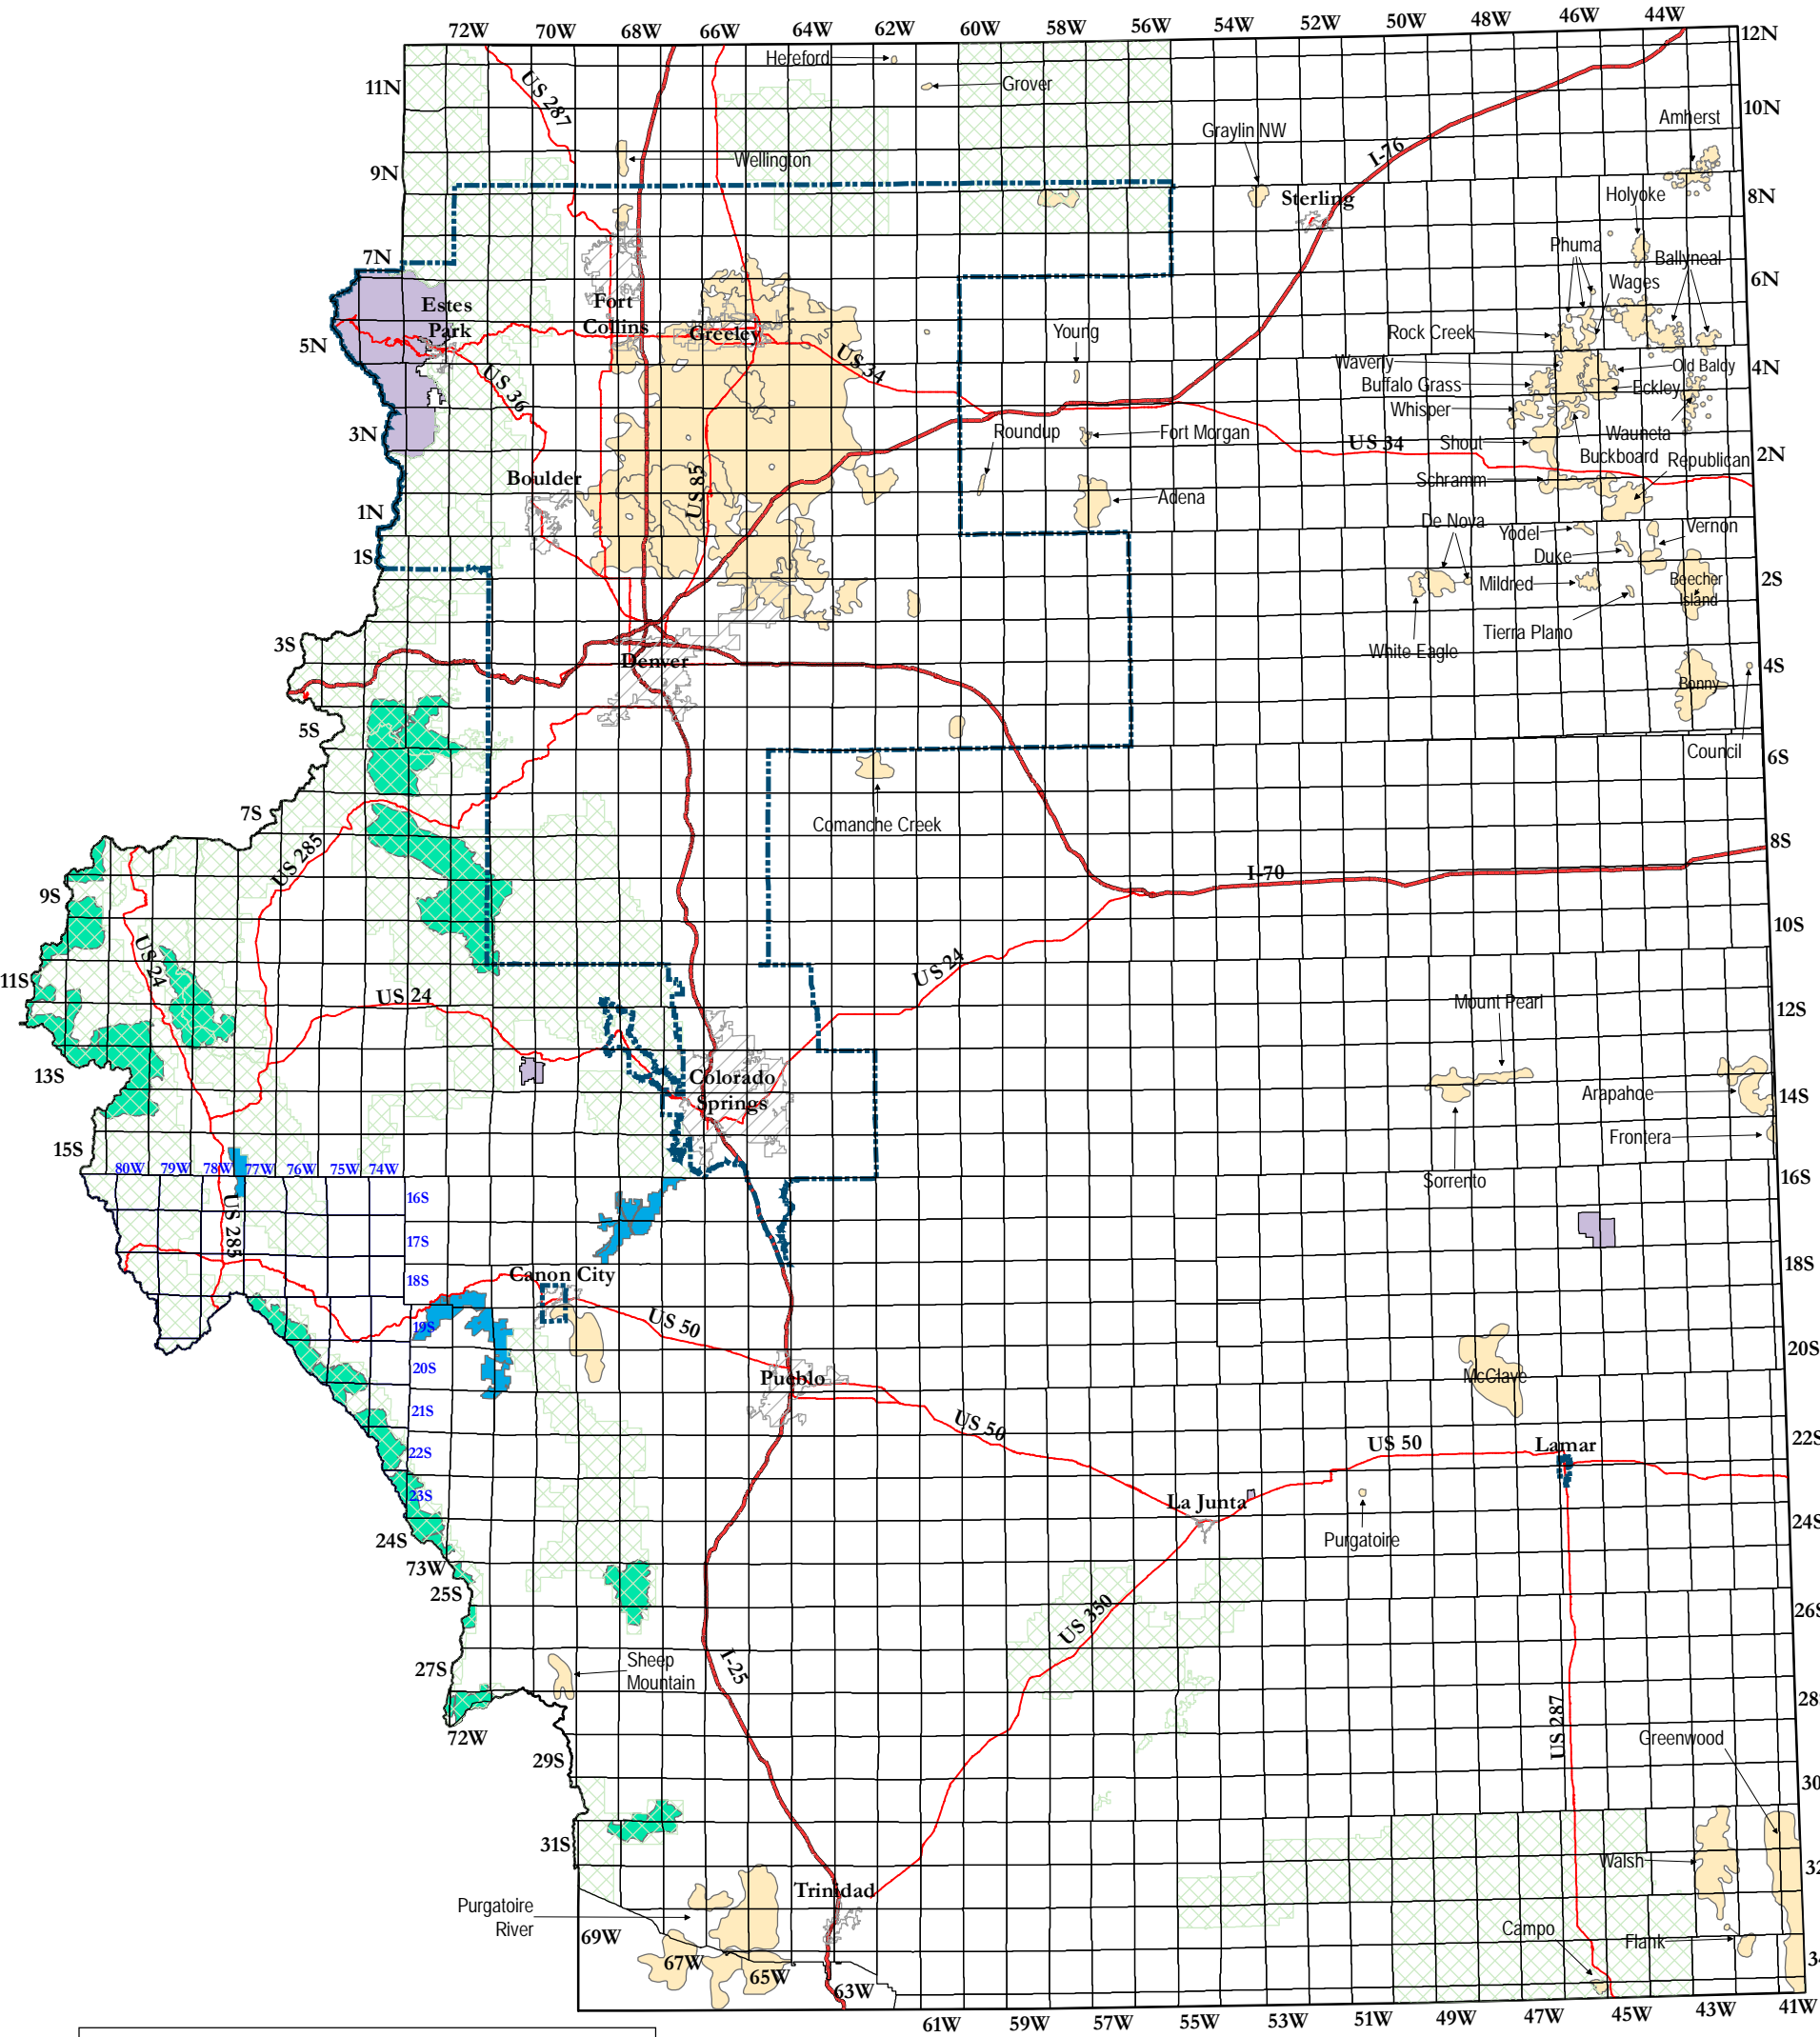 72W 70W 68W 66W 64W 62W 60W 58W 56W 54W 52W 50W 48W 46W 44W
12N
Hereford
US 287
11N
Grover
10N
Amherst
Graylin NW
I-76
Wellington
9N
Sterling
Holyoke
8N
Phuma
7N
Ballyneal
6N
Wages
Estes
Park
Fort
Collins
Greeley
Young
Rock Creek
5N
US 34
Waverly
Old Baldy
4N
US 36
Buffalo Grass
Eckley
Whisper
3N
Roundup
Fort Morgan
US 34
Shout
Wauneta
2N
Buckboard
Republican
Boulder
US 85
Schramm
Adena
1N
De Nova
Yodel
Vernon
1S
Duke
2S
Mildred
Beecher
Island
3S
Tierra Plano
Denver
White Eagle
4S
Bonny
5S
Council
6S
7S
Comanche Creek
US 285
8S
I-70
9S
10S
US 24
US 24
11S
US 24
Mount Pearl
12S
13S
Colorado
Springs
Arapahoe
14S
15S
Frontera
80W 79W 78W 77W 76W 75W 74W
16S
Sorrento
16S
US 285
17S
18S
18S
Canon City
19S
US 50
20S
20S
Pueblo
McClave
21S
US 50
22S
22S
US 50
Lamar
23S
La Junta
24S
24S
Purgatoire
73W
25S
26S
US 350
27S
Sheep
Mountain
I-25
28
72W
US 287
Greenwood
29S
30
31S
Walsh
32
Trinidad
Purgatoire
River
69W
Campo
Flank
67W
65W
34
63W
61W 59W 57W 55W 53W 51W 49W 47W 45W 43W 41W